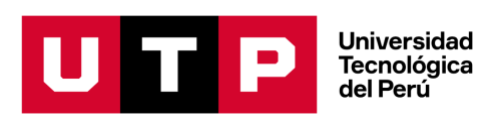 UTP
Universidad
Tecnológica
del Perú